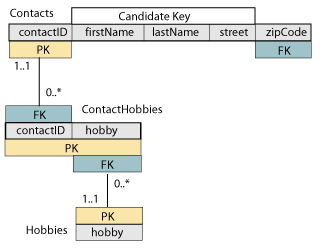 Contacts
Candidate Key
contactID firstName lastName street zipCode
PK FK
1..1
0..*
FK ContactHobbies
contactID hobby
PK
FK
0..*
1..1
PK
Hobbies hobby